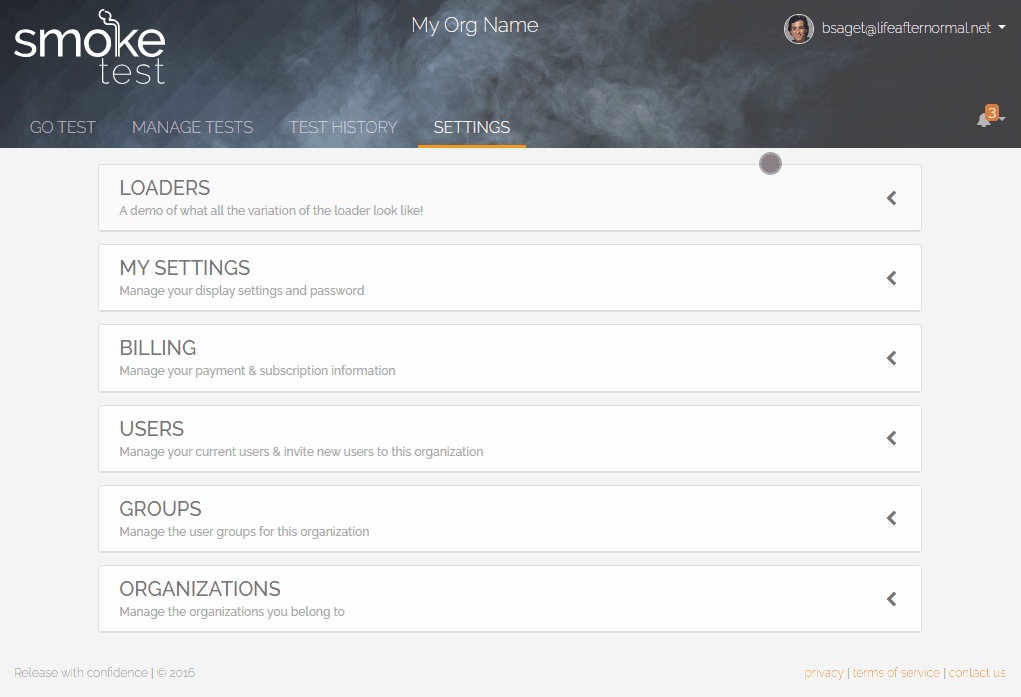 smoke
test
My Org Name
bsaget@lifeafternormal.net
GO TEST
MANAGE TESTS
TEST HISTORY
SETTINGS
3
LOADERS
A demo of what all the variation of the loader look like!
MY SETTINGS
Manage your display settings and password
BILLING
Manage your payment & subscription information
USERS
Manage your current users & invite new users to this organization
GROUPS
Manage the user groups for this organization
ORGANIZATIONS
Manage the organizations you belong to
Release with confidence | © 2016
privacy | terms of service | contact us